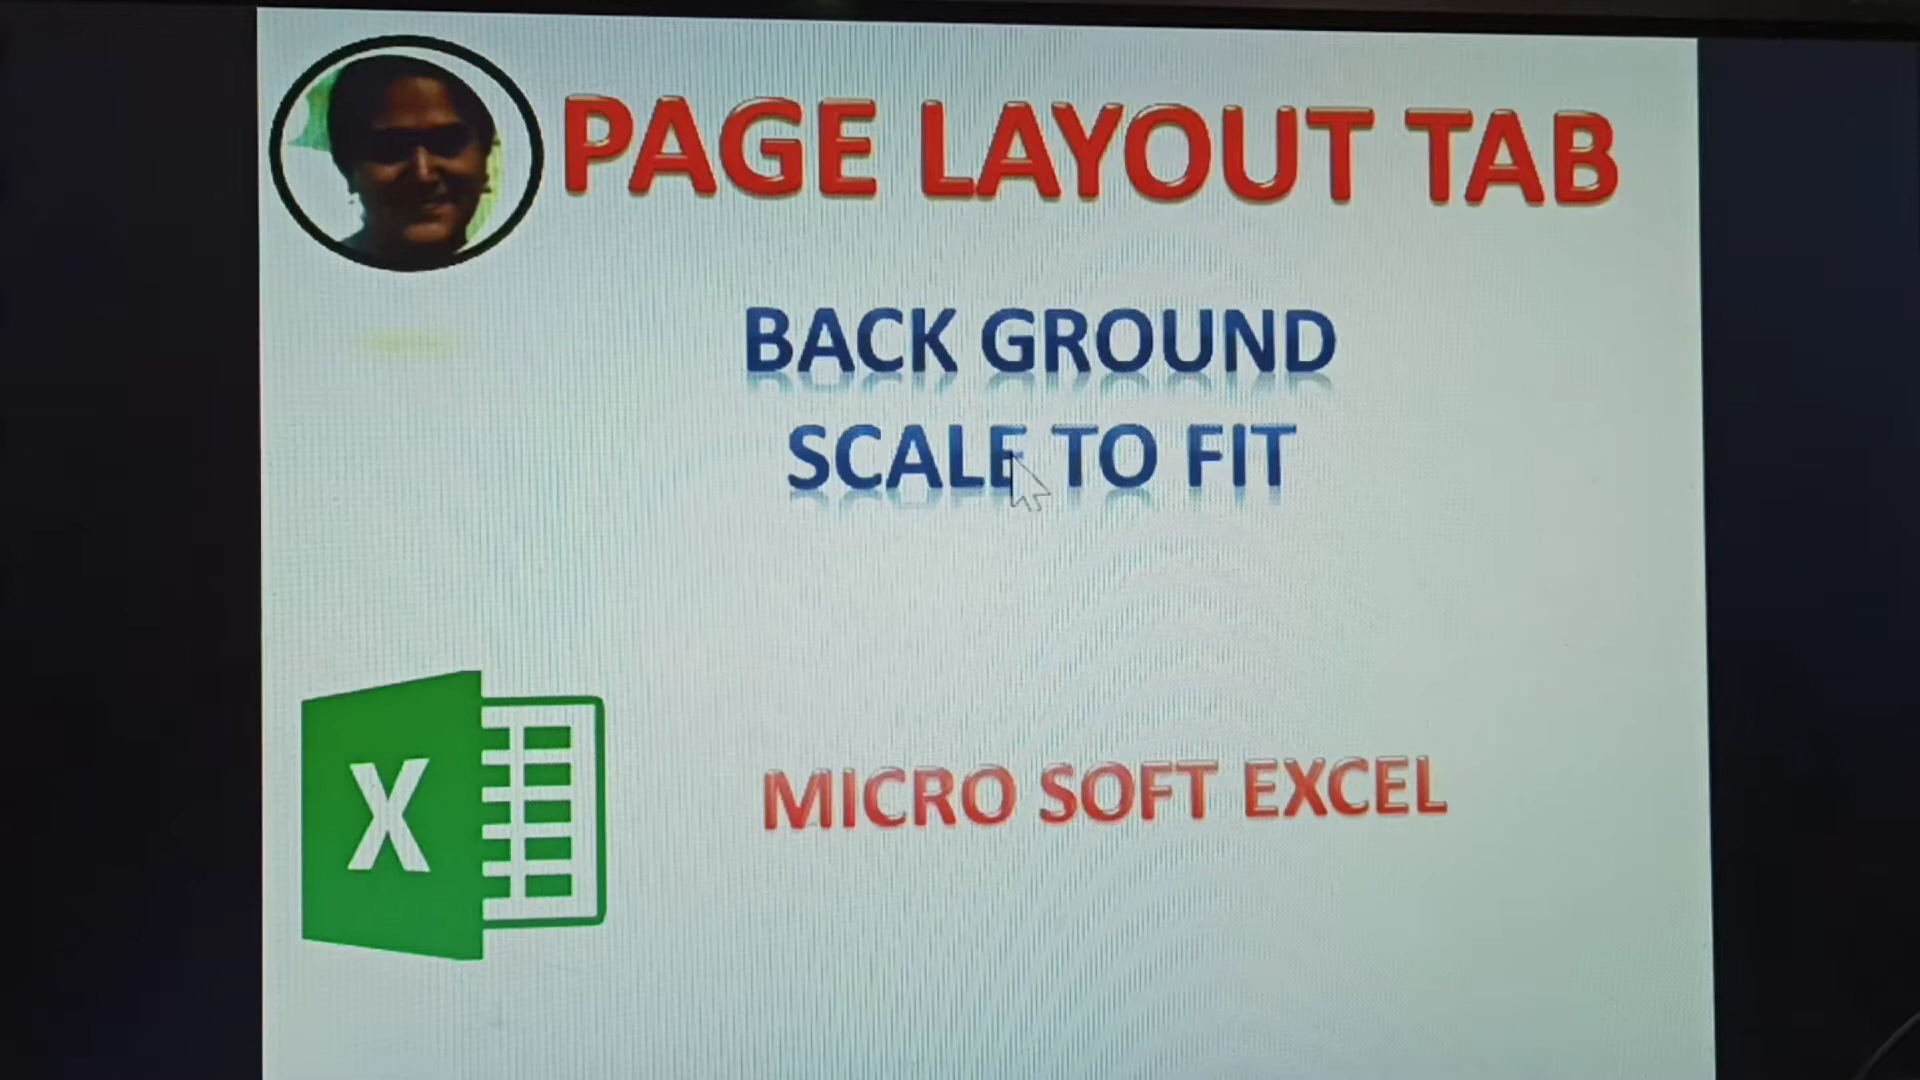 PAGE LAYOUT TAB
BACK GROUND
SCALE TO FIT
X
MICRO SOFT EXCEL